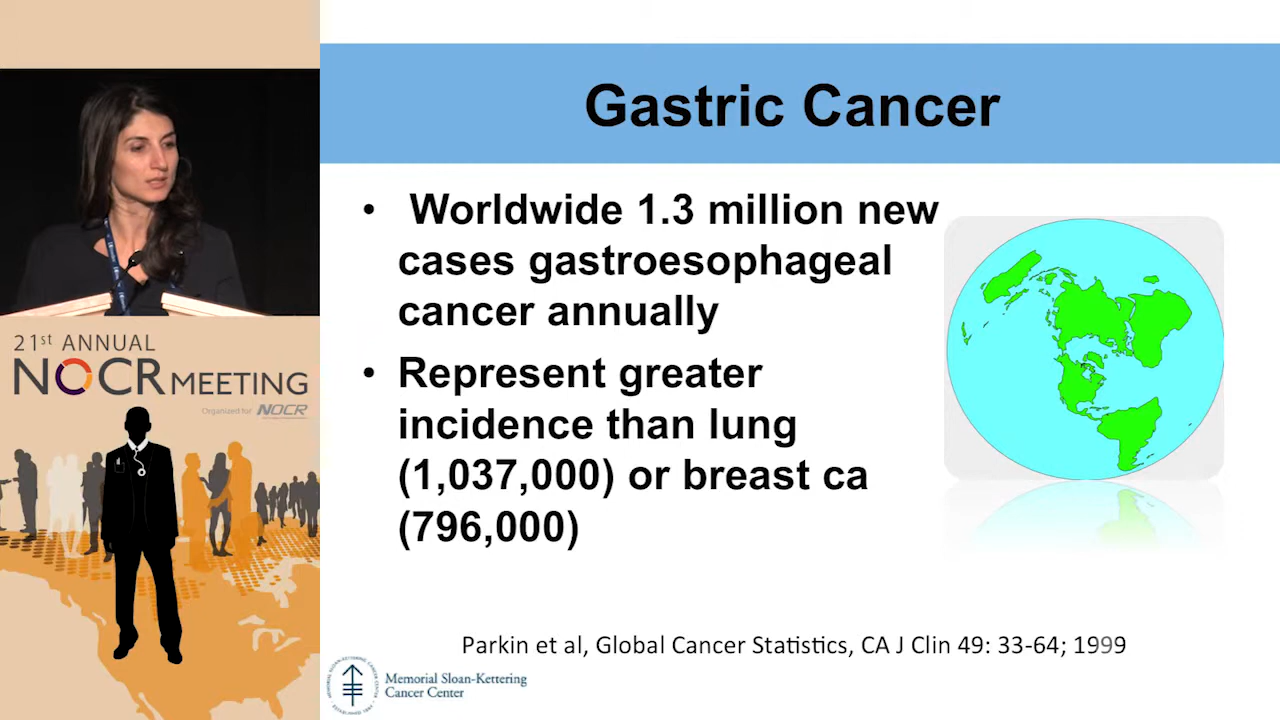 Gastric Cancer
• Worldwide 1.3 million new
cases gastroesophageal
cancer annually
• Represent greater
incidence than lung
(1,037,000) or breast ca
(796,000)
Parkin et al, Global Cancer Statistics, CA J Clin 49: 33-64; 1999
Memorial Sloan-Kettering
Cancer Center
21st ANNUAL
NOCR MEETING
Organized for NOCR